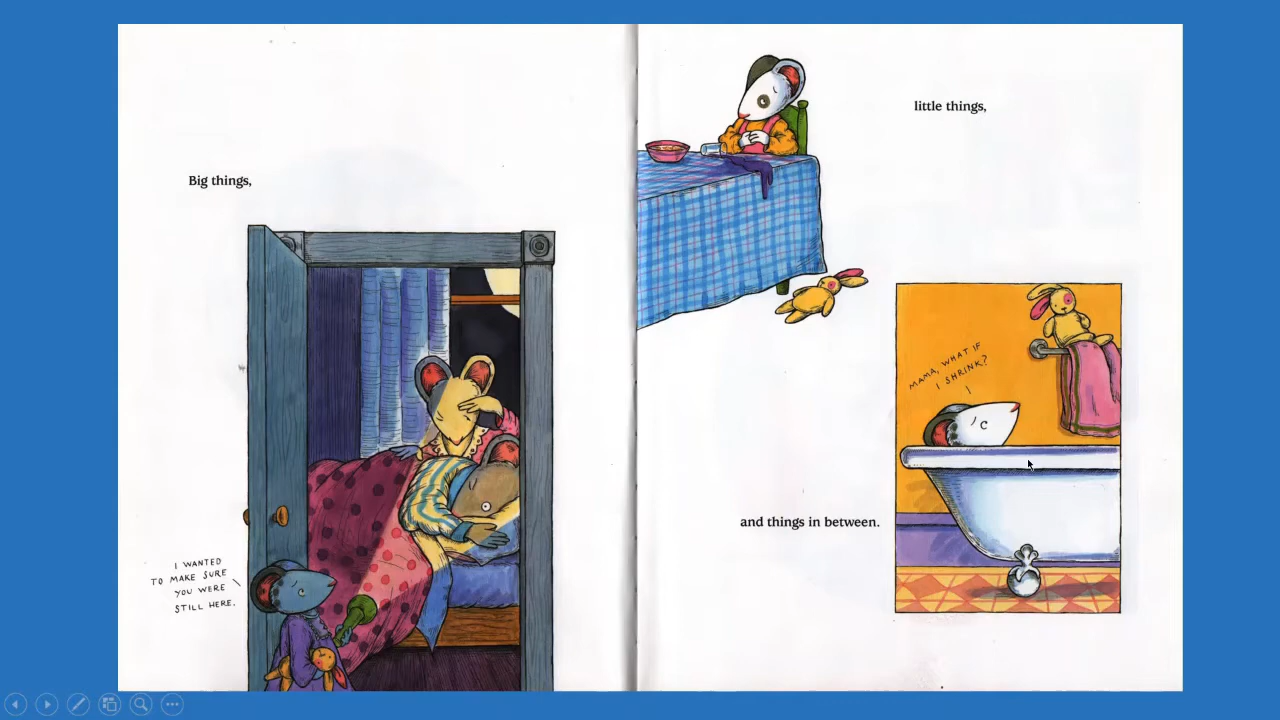 Big things,
I WANTED
TO MAKE SURE
YOU WERE
STILL HERE.
little things,
MAMA, WHAT IF
I SHRINK?
and things in between.